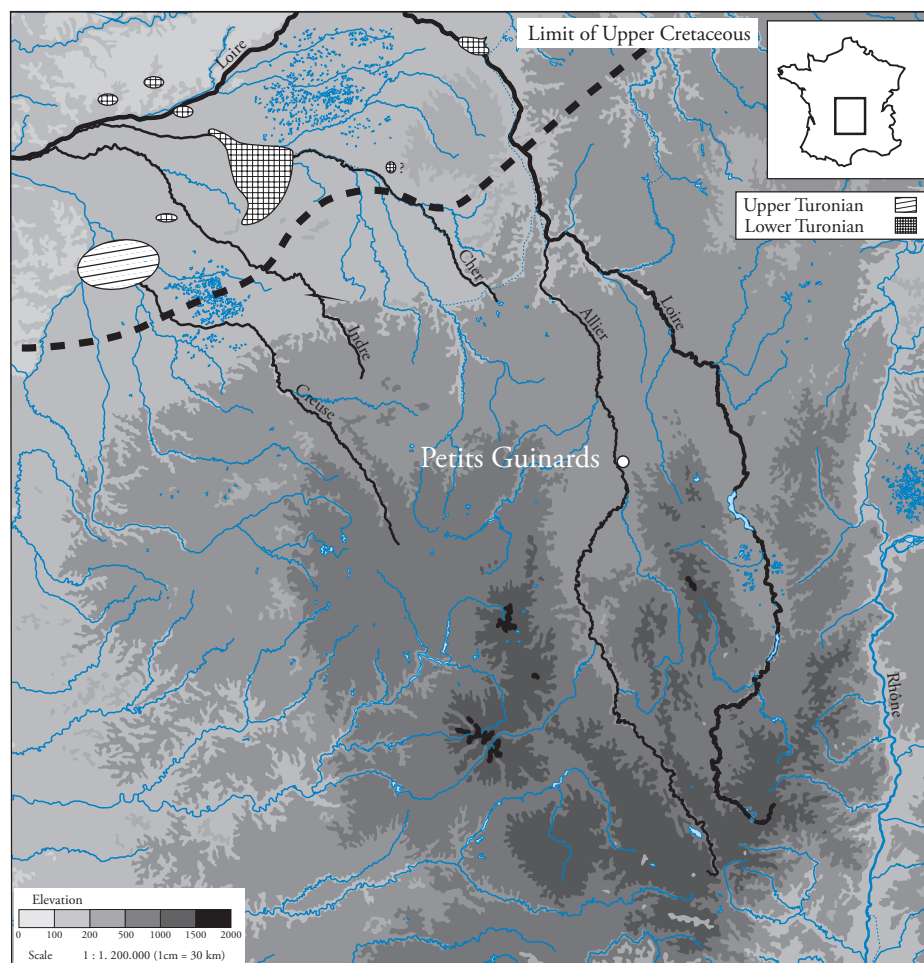 Limit of Upper Cretaceous
Loire
?
Upper Turonian
Lower Turonian
Cher
Allier
Loire
Indre
Creuse
Petits Guinards
Rhône
Elevation
0 100 200 500 1000 1500 2000
Scale 1 : 1. 200.000 (1cm = 30 km)